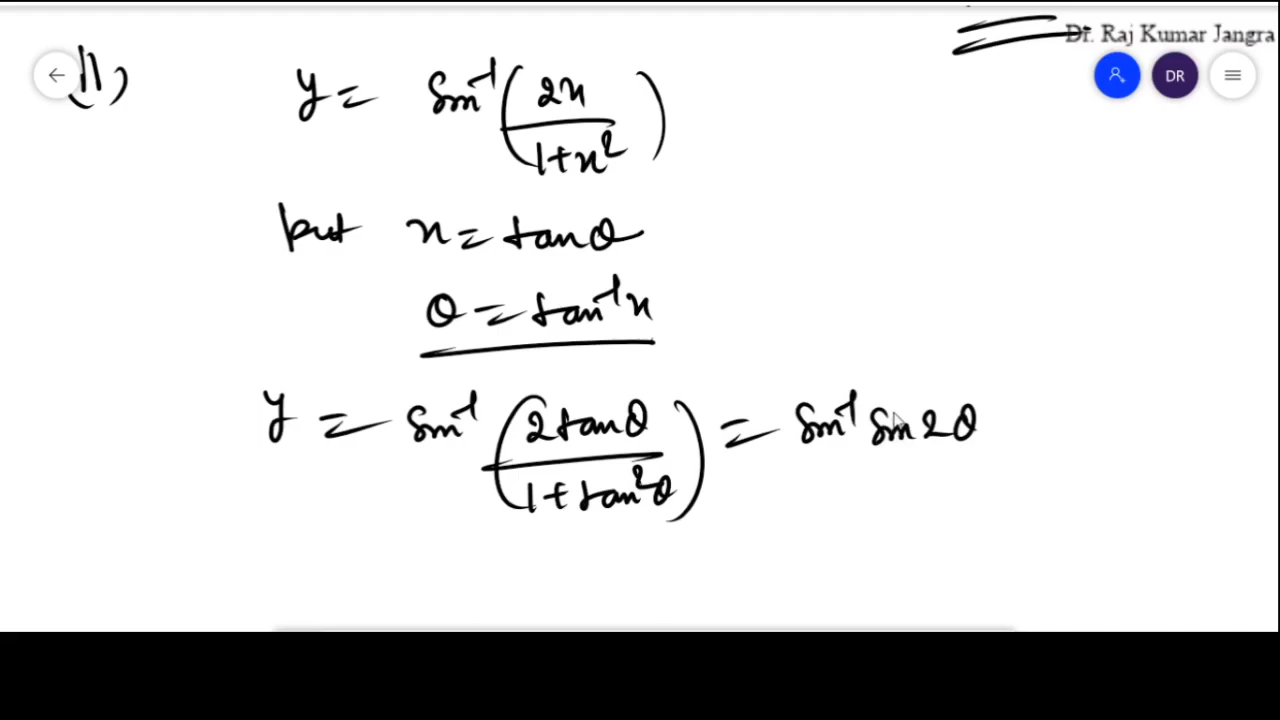 Dr. Raj Kumar Jangra
DR
(ii)
y = Sin⁻¹(2x/1+x²)
put x = tanθ
θ = tan⁻¹x
y = Sin⁻¹(2tanθ/1+tan²θ) = Sin⁻¹ Sin2θ